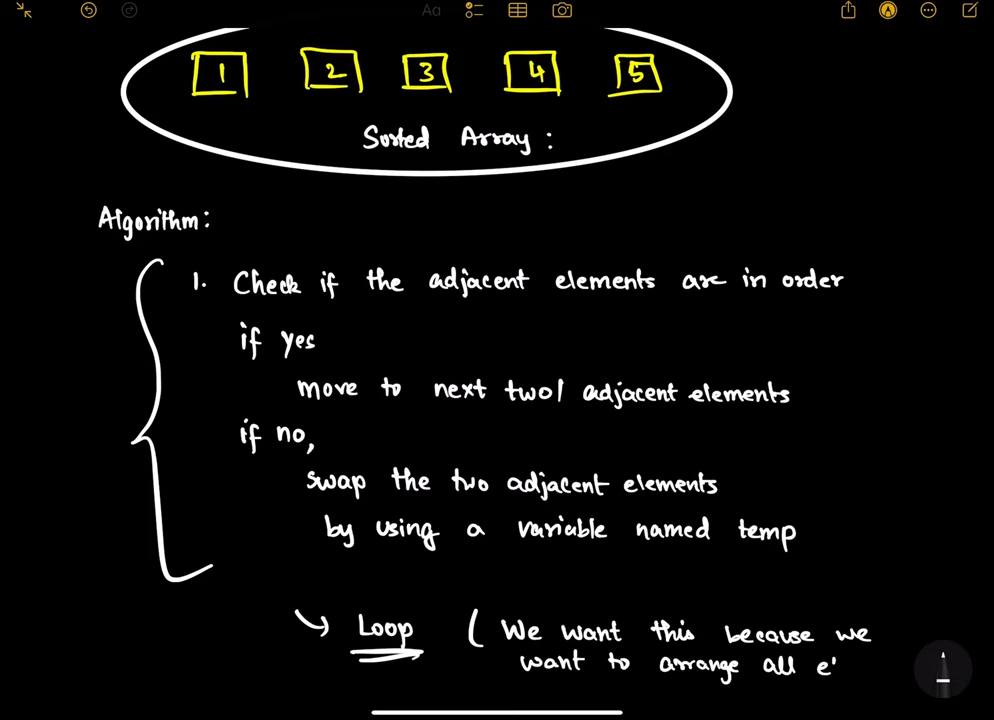 Aa
1 2 3 4 5
Sorted Array:
Algorithm:
1. Check if the adjacent elements are in order
if yes
move to next two adjacent elements
if no,
swap the two adjacent elements
by using a variable named temp
Loop ( We want this because we
want to arrange all e